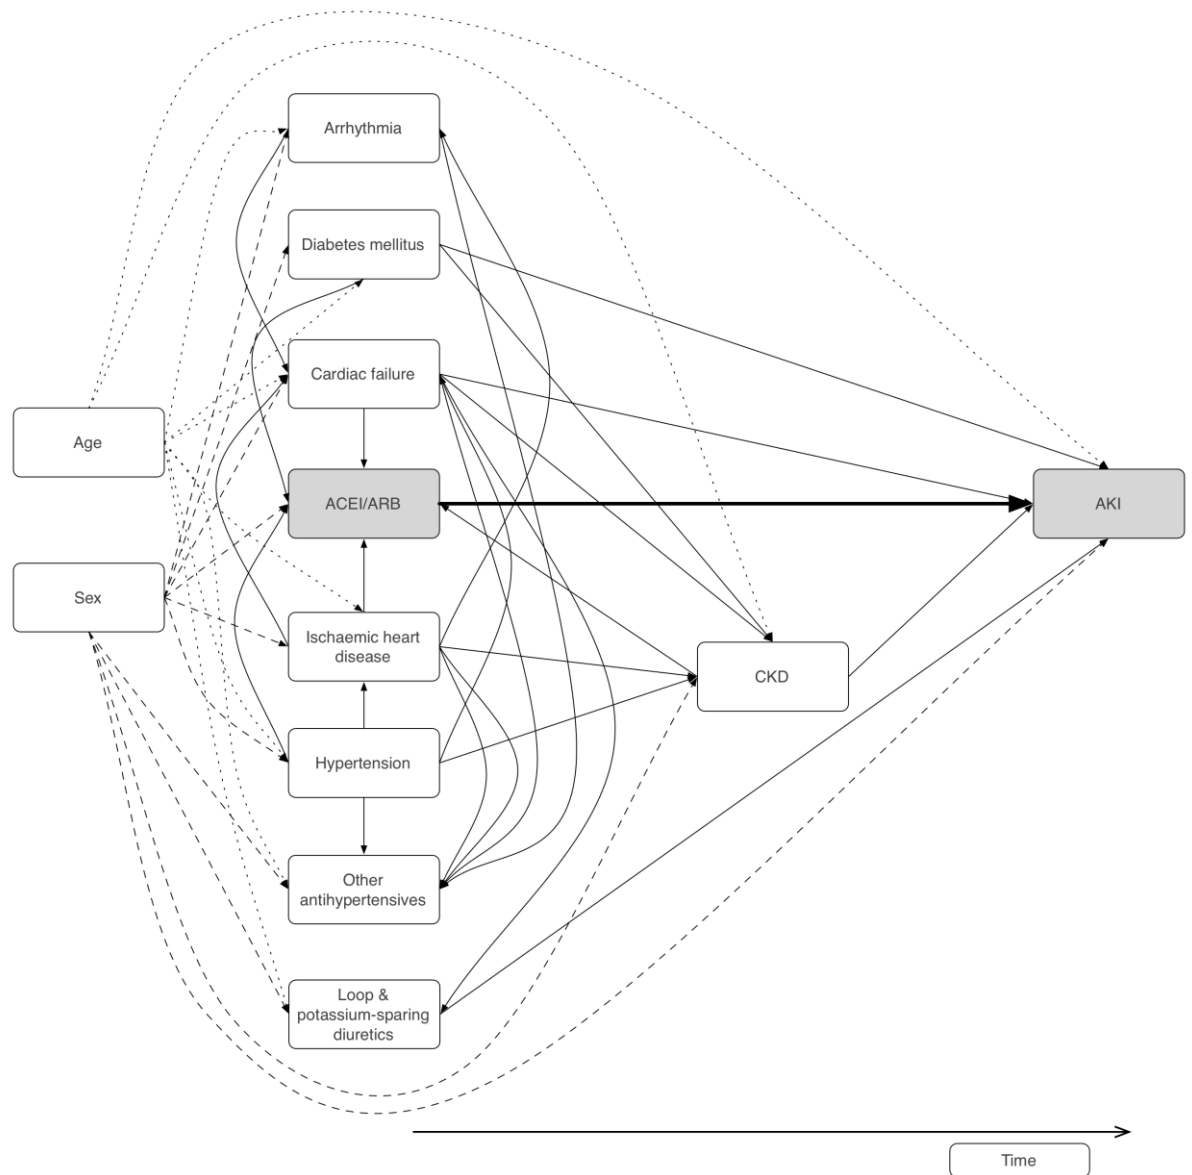 Arrhythmia
Diabetes mellitus
Cardiac failure
Age
ACEI/ARB
AKI
Sex
Ischaemic heart
disease
CKD
Hypertension
Other
antihypertensives
Loop &
potassium-sparing
diuretics
Time